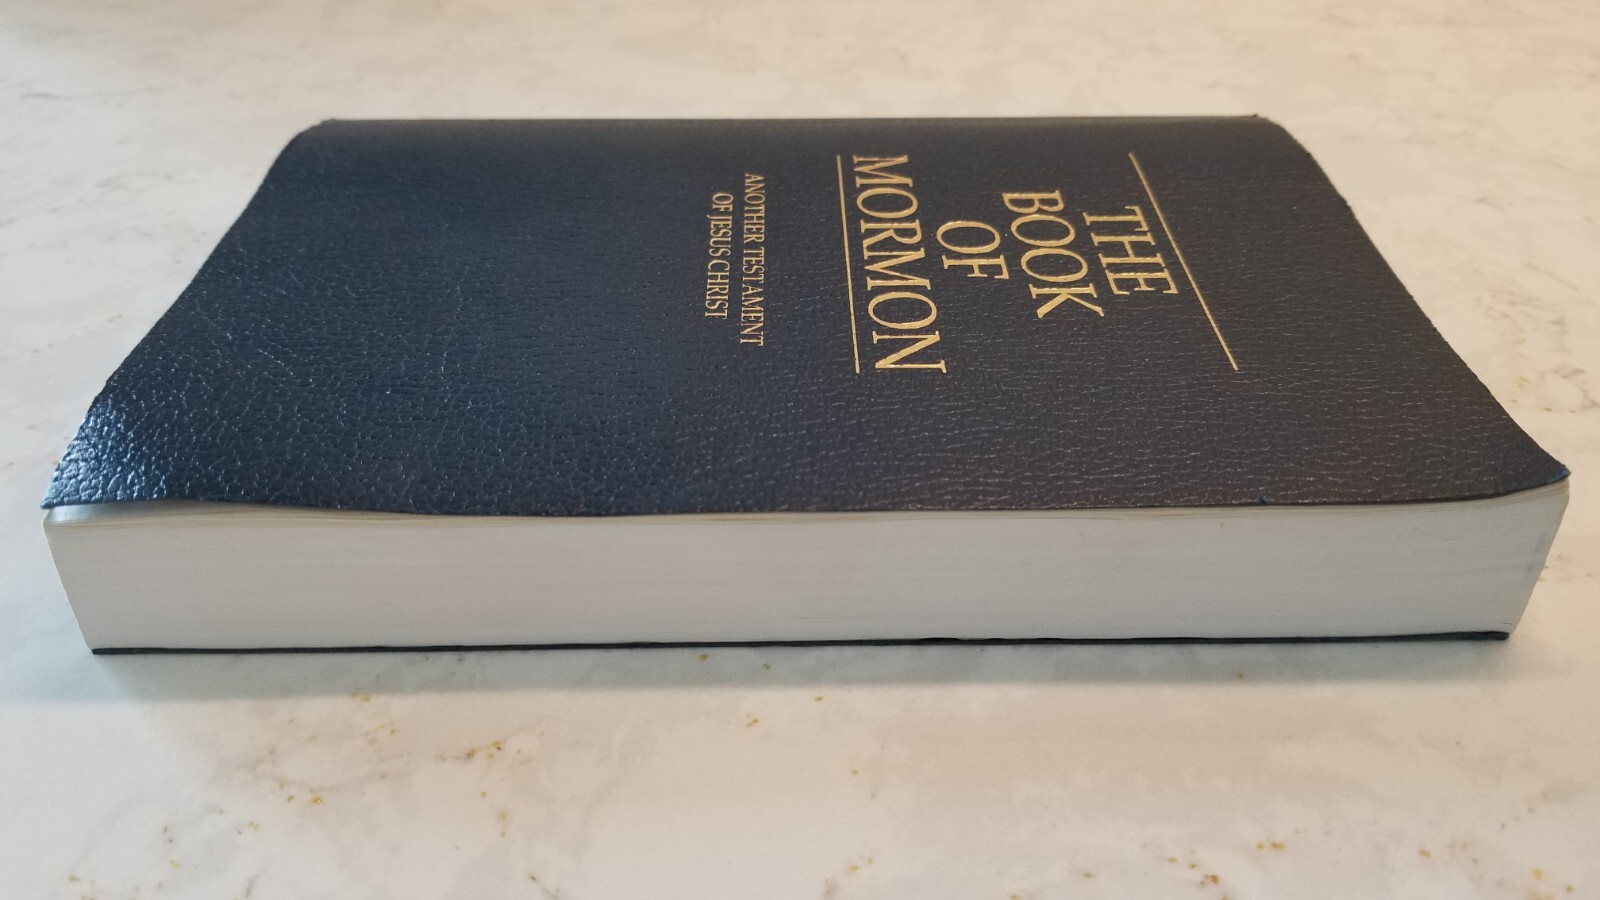 THE
BOOK
OF
MORMON
ANOTHER TESTAMENT
OF JESUS CHRIST